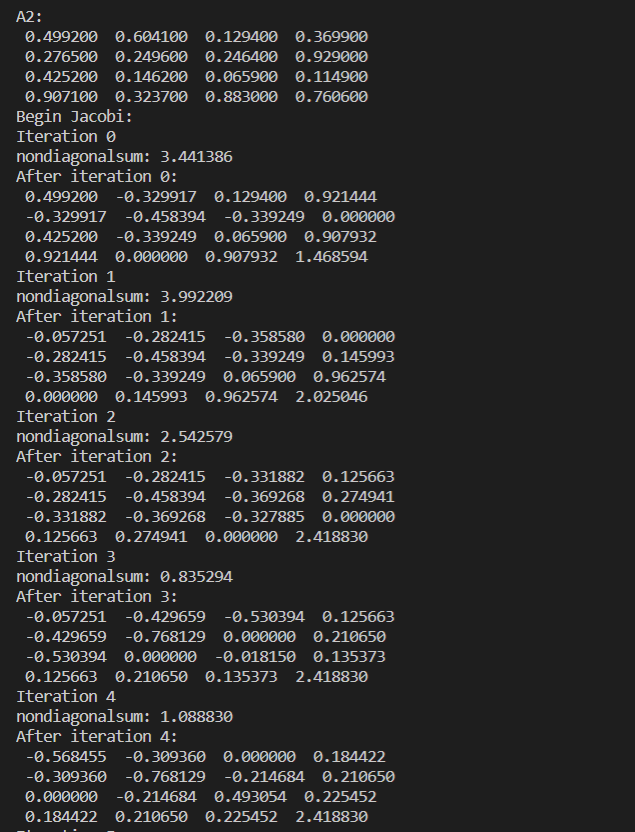 A2:
0.499200 0.604100 0.129400 0.369900
0.276500 0.249600 0.246400 0.929000
0.425200 0.146200 0.065900 0.114900
0.907100 0.323700 0.883000 0.760600
Begin Jacobi:
Iteration 0
nondiagonalsum: 3.441386
After iteration 0:
0.499200 -0.329917 0.129400 0.921444
-0.329917 -0.458394 -0.339249 0.000000
0.425200 -0.339249 0.065900 0.907932
0.921444 0.000000 0.907932 1.468594
Iteration 1
nondiagonalsum: 3.992209
After iteration 1:
-0.057251 -0.282415 -0.358580 0.000000
-0.282415 -0.458394 -0.339249 0.145993
-0.358580 -0.339249 0.065900 0.962574
0.000000 0.145993 0.962574 2.025046
Iteration 2
nondiagonalsum: 2.542579
After iteration 2:
-0.057251 -0.282415 -0.331882 0.125663
-0.282415 -0.458394 -0.369268 0.274941
-0.331882 -0.369268 -0.327885 0.000000
0.125663 0.274941 0.000000 2.418830
Iteration 3
nondiagonalsum: 0.835294
After iteration 3:
-0.057251 -0.429659 -0.530394 0.125663
-0.429659 -0.768129 0.000000 0.210650
-0.530394 0.000000 -0.018150 0.135373
0.125663 0.210650 0.135373 2.418830
Iteration 4
nondiagonalsum: 1.088830
After iteration 4:
-0.568455 -0.309360 0.000000 0.184422
-0.309360 -0.768129 -0.214684 0.210650
0.000000 -0.214684 0.493054 0.225452
0.184422 0.210650 0.225452 2.418830